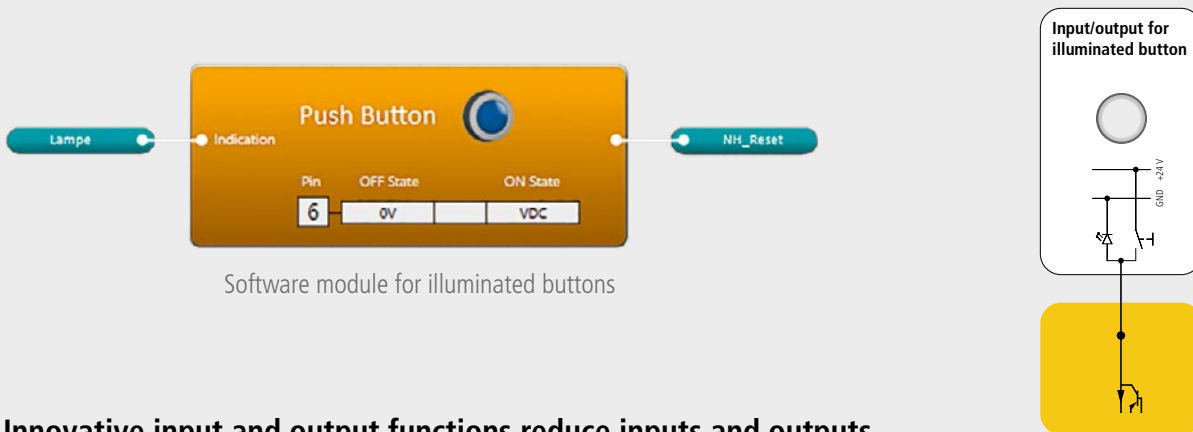 Input/output for
illuminated button
Push Button
Lampe
Indication
NH_Reset
Pin OFF State ON State
6 0V VDC
+24 V
GND
Software module for illuminated buttons
Innovative input and output functions reduce inputs and outputs